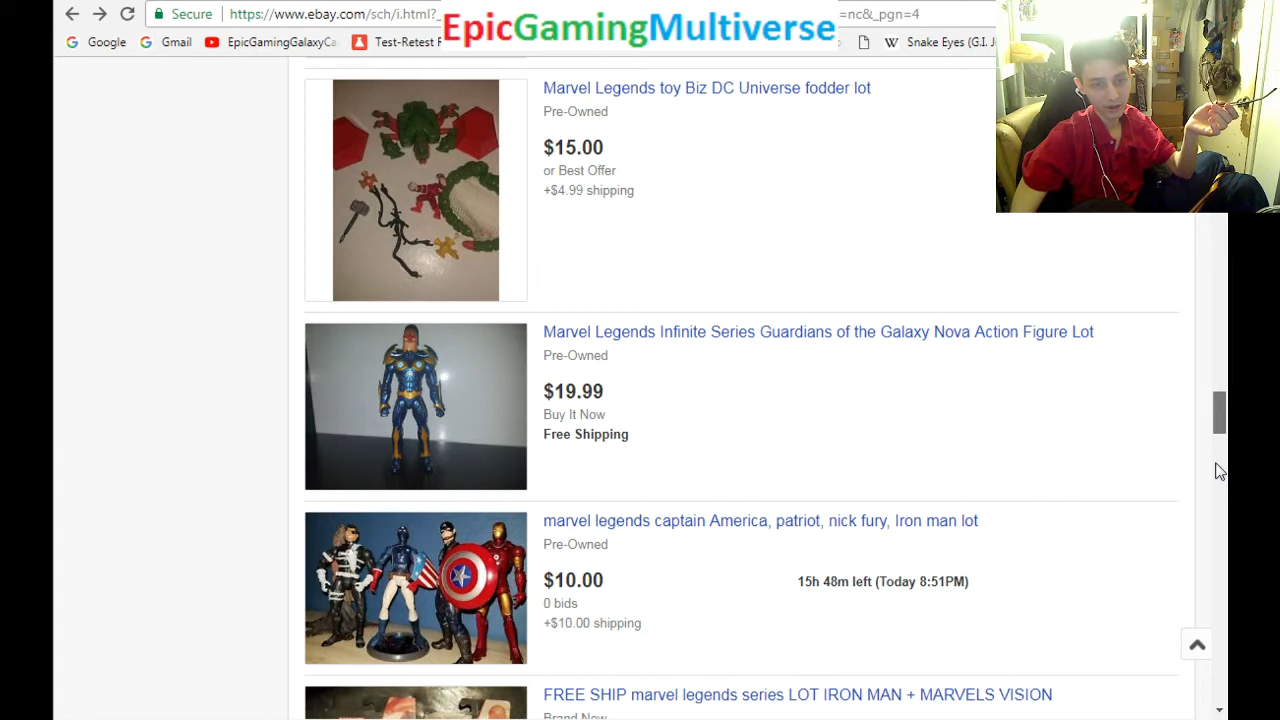 Secure https://www.ebay.com/sch/i.html?_
=nc&_pgn=4
EpicGamingMultiverse
Google Gmail EpicGamingGalaxyCa Test-Retest F Snake Eyes (G.I. J
Marvel Legends toy Biz DC Universe fodder lot
Pre-Owned
$15.00
or Best Offer
+$4.99 shipping
Marvel Legends Infinite Series Guardians of the Galaxy Nova Action Figure Lot
Pre-Owned
$19.99
Buy It Now
Free Shipping
marvel legends captain America, patriot, nick fury, Iron man lot
Pre-Owned
$10.00
15h 48m left (Today 8:51PM)
0 bids
+$10.00 shipping
FREE SHIP marvel legends series LOT IRON MAN + MARVELS VISION
Brand New